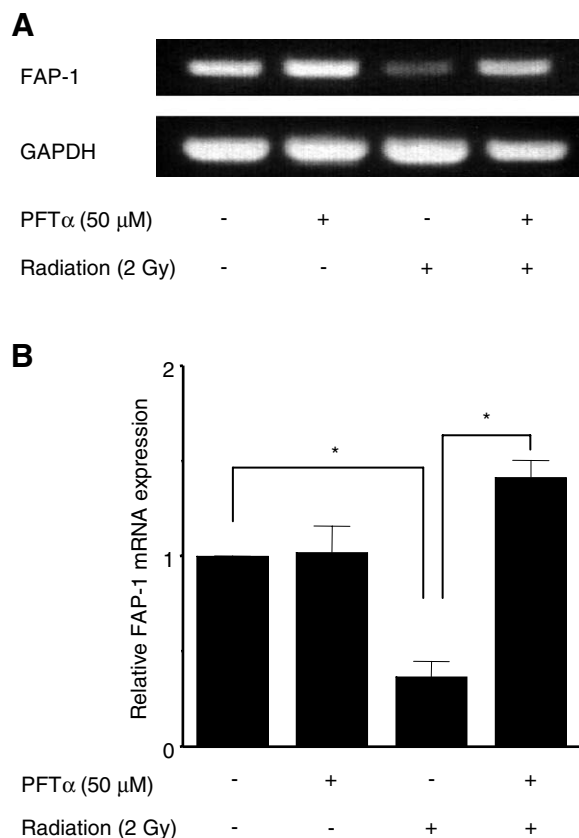 A
FAP-1
GAPDH
PFTα (50 μM) - + - +
Radiation (2 Gy) - - + +
B
Relative FAP-1 mRNA expression
2
1
0
*
*
PFTα (50 μM) - + - +
Radiation (2 Gy) - - + +